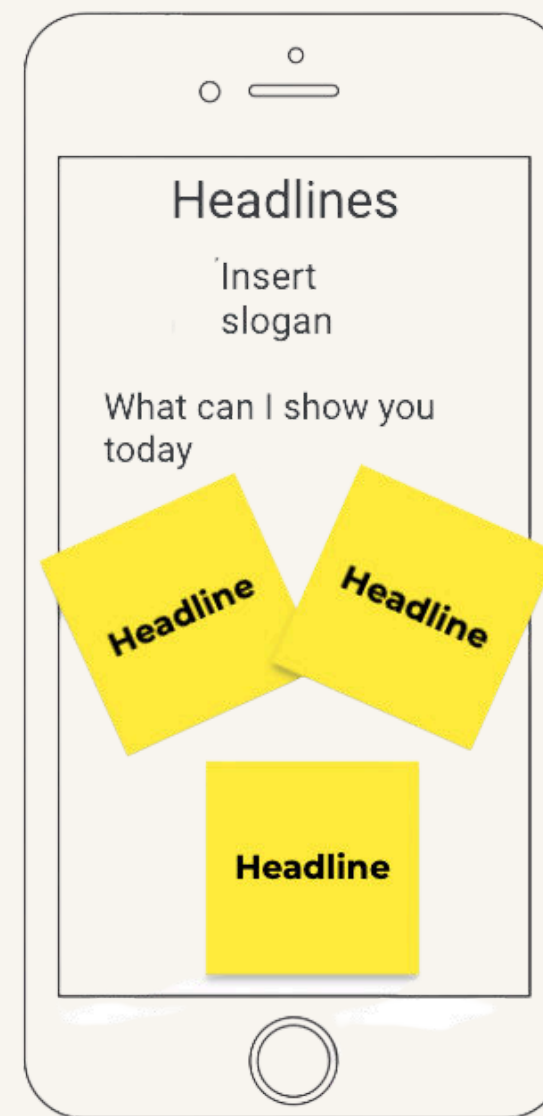 Headlines
Insert
slogan
What can I show you
today
Headline
Headline
Headline